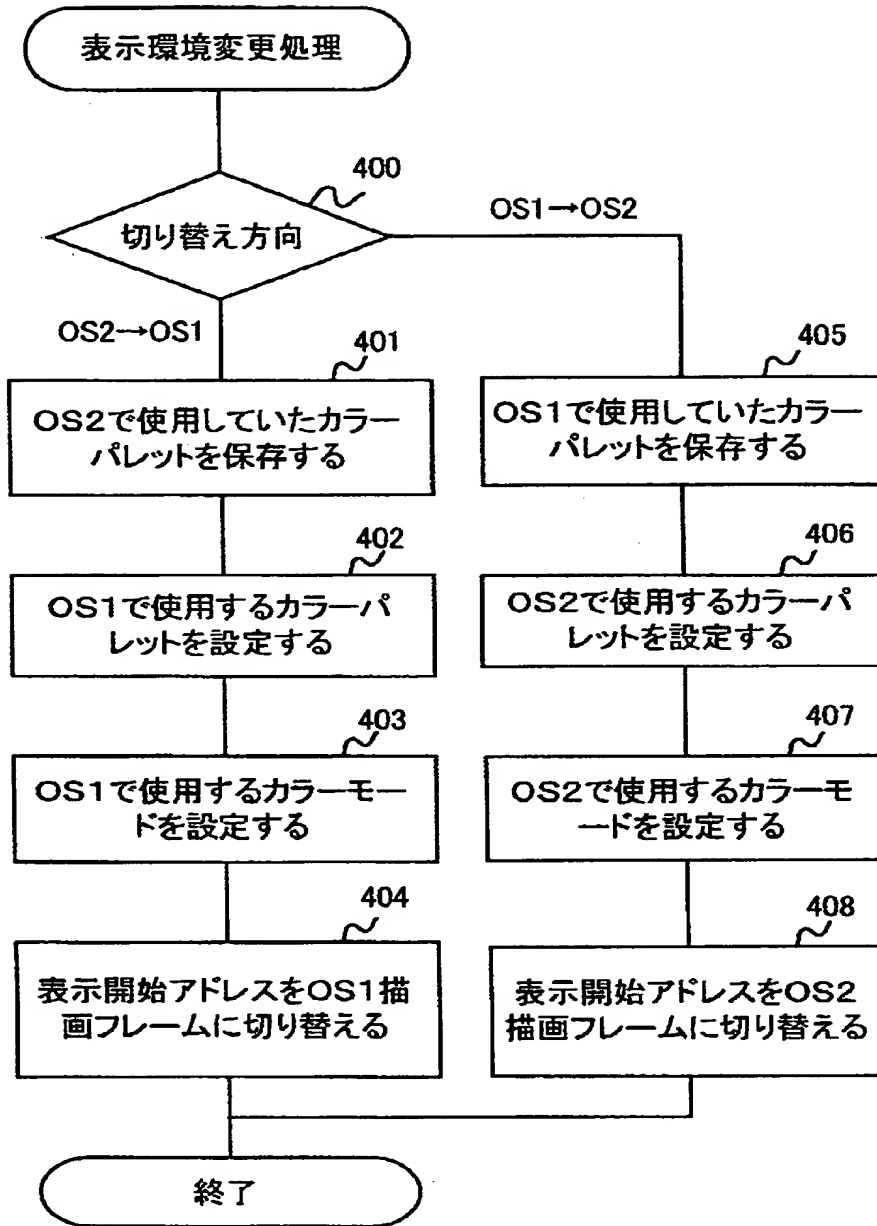 表示環境変更処理
400
切り替え方向
OS1→OS2
OS2→OS1
401
OS2で使用していたカラー
パレットを保存する
402
OS1で使用するカラーパ
レットを設定する
403
OS1で使用するカラーモー
ドを設定する
404
表示開始アドレスをOS1描
画フレームに切り替える
405
OS1で使用していたカラー
パレットを保存する
406
OS2で使用するカラーパ
レットを設定する
407
OS2で使用するカラーモ
ードを設定する
408
表示開始アドレスをOS2
描画フレームに切り替える
終了